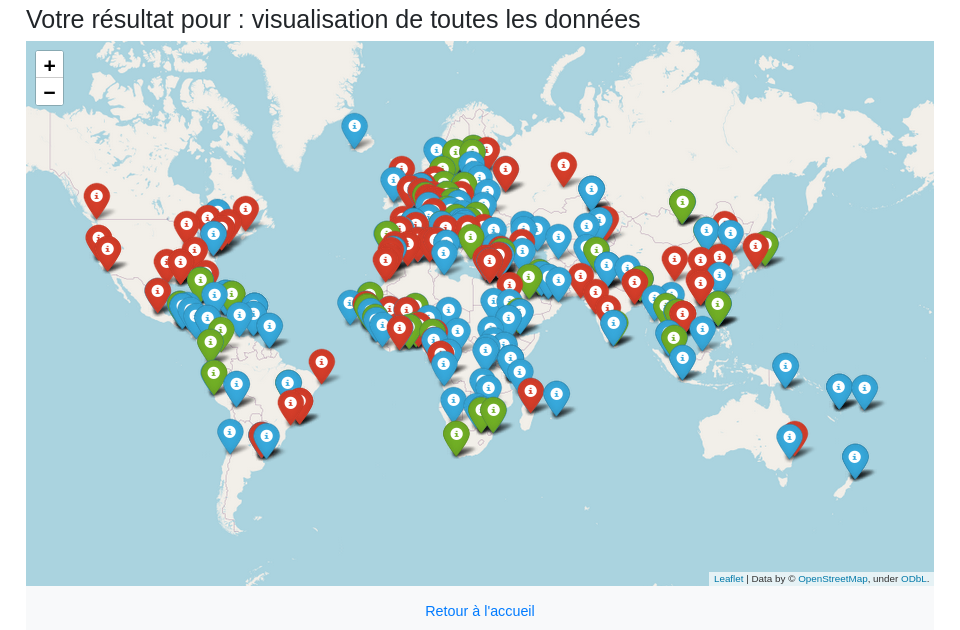 Votre résultat pour : visualisation de toutes les données
+
−
Leaflet | Data by © OpenStreetMap, under ODbL.
Retour à l'accueil